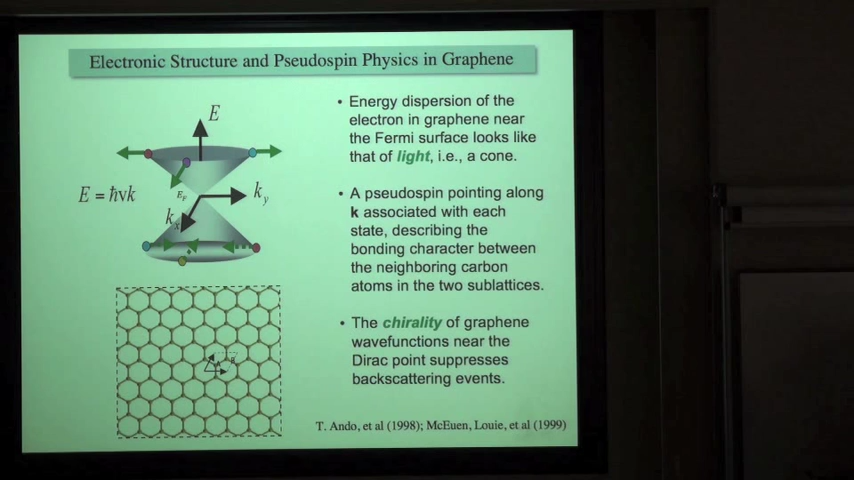 Electronic Structure and Pseudospin Physics in Graphene
E
E = ħvk
E_F
k_y
k_x
• Energy dispersion of the
electron in graphene near
the Fermi surface looks like
that of light, i.e., a cone.
• A pseudospin pointing along
k associated with each
state, describing the
bonding character between
the neighboring carbon
atoms in the two sublattices.
• The chirality of graphene
wavefunctions near the
Dirac point suppresses
backscattering events.
A
B
T. Ando, et al (1998); McEuen, Louie, et al (1999)